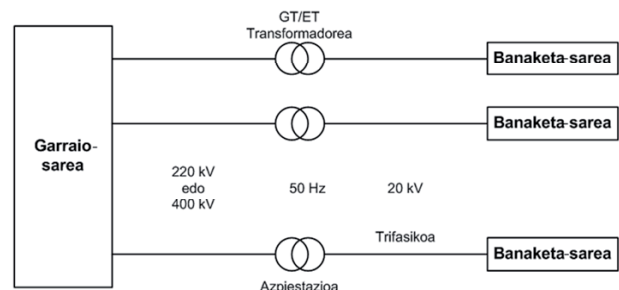 GT/ET
Transformadorea
Banaketa-sarea
Banaketa-sarea
Garraio-
sarea
220 kV
edo
400 kV
50 Hz
20 kV
Trifasikoa
Banaketa-sarea
Azpiestazioa